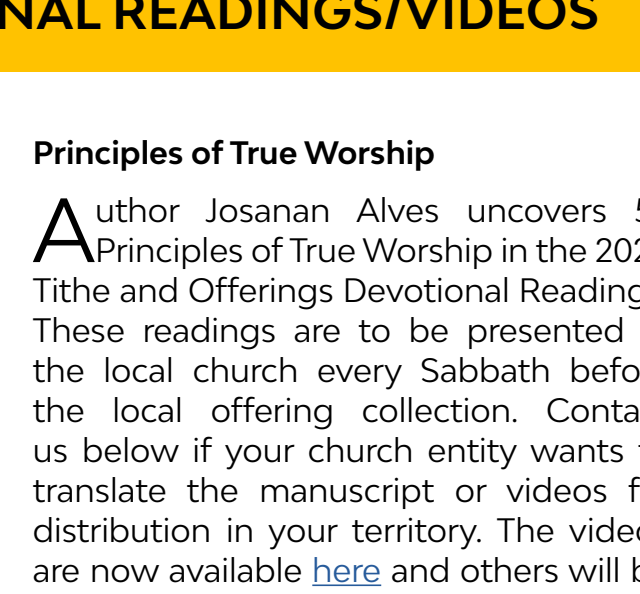 NAL READINGS/VIDEOS
Principles of True Worship
Author Josanan Alves uncovers
Principles of True Worship in the 202
Tithe and Offerings Devotional Reading
These readings are to be presented
the local church every Sabbath befo
the local offering collection. Conta
us below if your church entity wants
translate the manuscript or videos f
distribution in your territory. The vide
are now available here and others will b